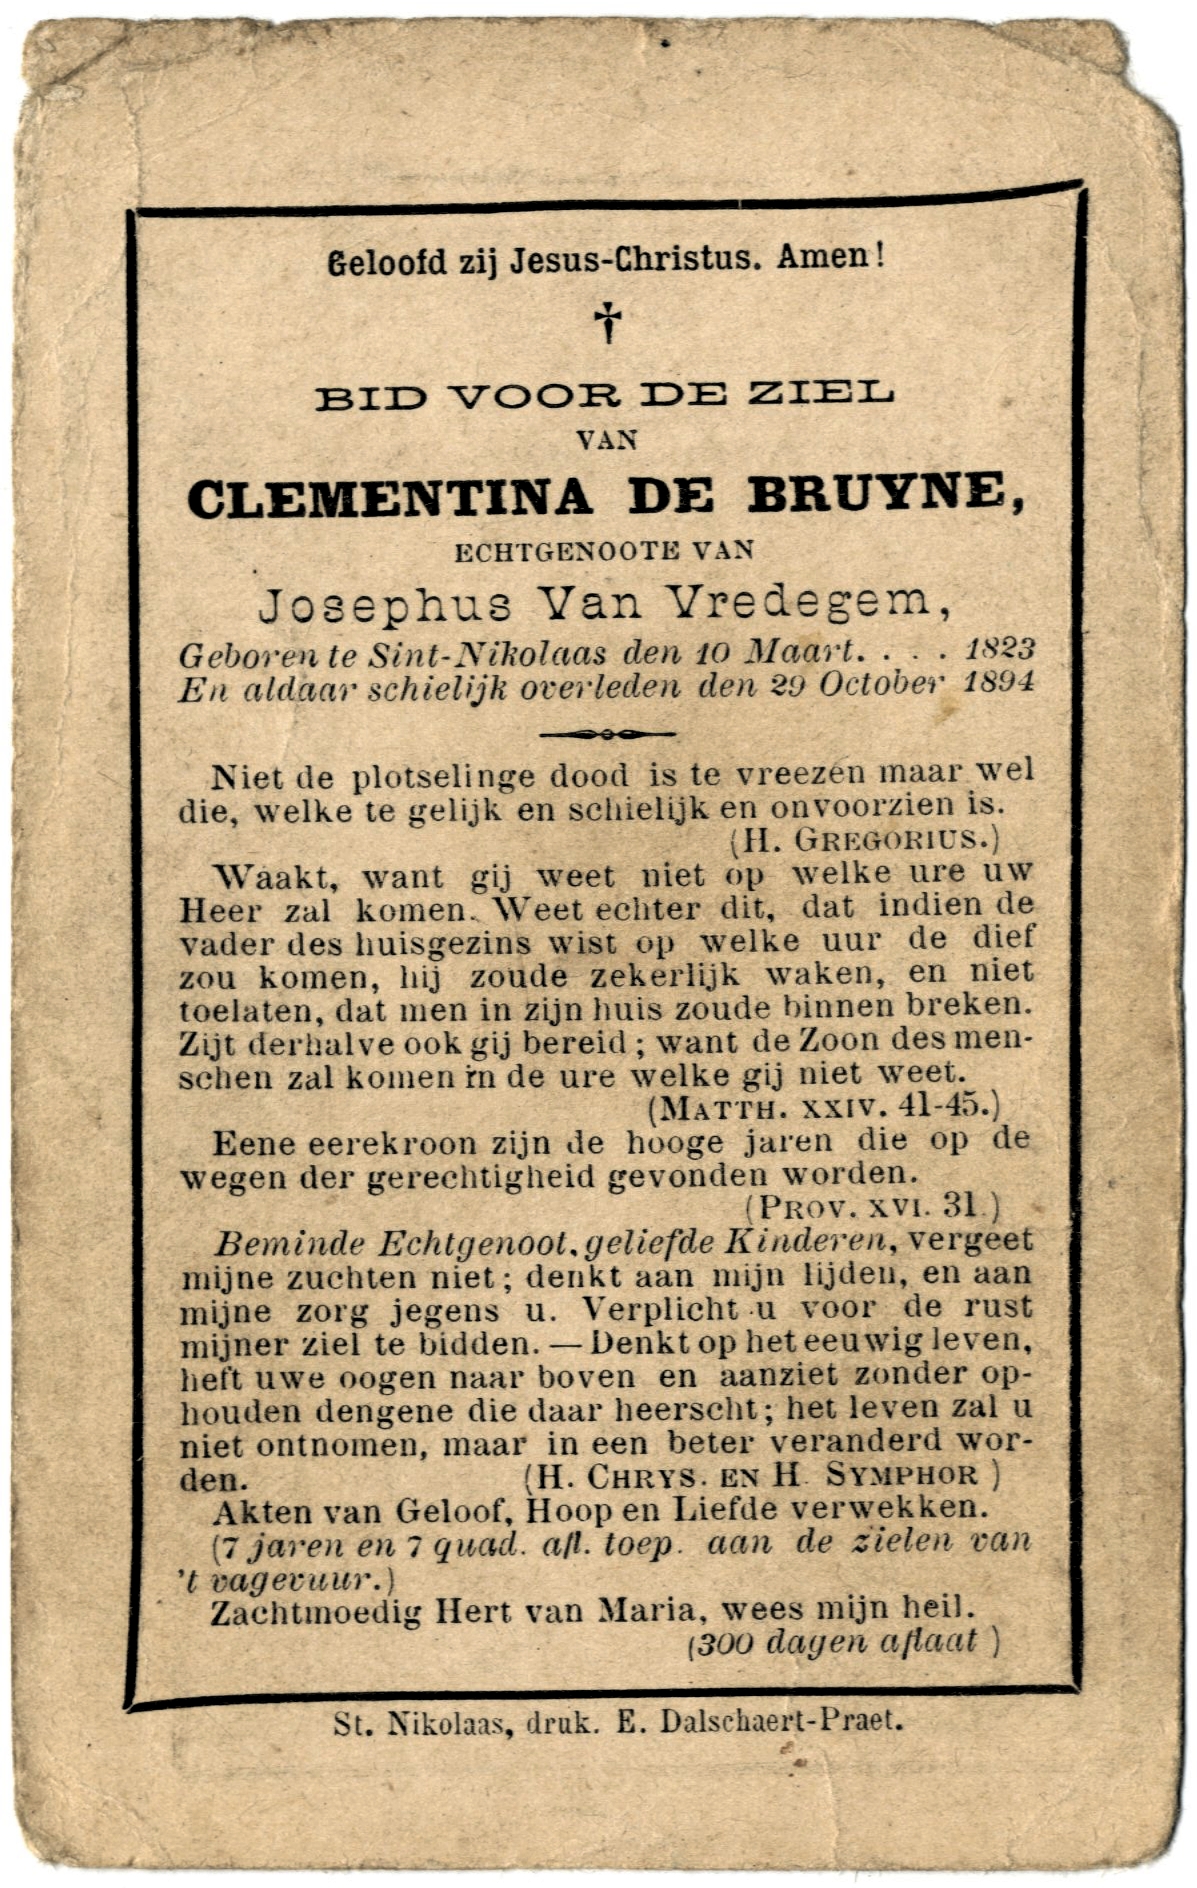 Geloofd zij Jesus-Christus. Amen!
†
BID VOOR DE ZIEL
VAN
CLEMENTINA DE BRUYNE,
ECHTGENOOTE VAN
Josephus Van Vredegem,
Geboren te Sint-Nikolaas den 10 Maart. . . . 1823
En aldaar schielijk overleden den 29 October 1894
Niet de plotselinge dood is te vreezen maar wel
die, welke te gelijk en schielijk en onvoorzien is.
(H. GREGORIUS.)
Waakt, want gij weet niet op welke ure uw
Heer zal komen. Weet echter dit, dat indien de
vader des huisgezins wist op welke uur de dief
zou komen, hij zoude zekerlijk waken, en niet
toelaten, dat men in zijn huis zoude binnen breken.
Zijt derhalve ook gij bereid; want de Zoon des men-
schen zal komen in de ure welke gij niet weet.
(MATTH. XXIV. 41-45.)
Eene eerekroon zijn de hooge jaren die op de
wegen der gerechtigheid gevonden worden.
(PROV. XVI. 31.)
Beminde Echtgenoot, geliefde Kinderen, vergeet
mijne zuchten niet; denkt aan mijn lijden, en aan
mijne zorg jegens u. Verplicht u voor de rust
mijner ziel te bidden. — Denkt op het eeuwig leven,
heft uwe oogen naar boven en aanziet zonder op-
houden dengene die daar heerscht; het leven zal u
niet ontnomen, maar in een beter veranderd wor-
den. (H. CHRYS. EN H. SYMPHOR )
Akten van Geloof, Hoop en Liefde verwekken.
(7 jaren en 7 quad. afl. toep. aan de zielen van
't vagevuur.)
Zachtmoedig Hert van Maria, wees mijn heil.
(300 dagen aflaat )
St. Nikolaas, druk. E. Dalschaert-Praet.